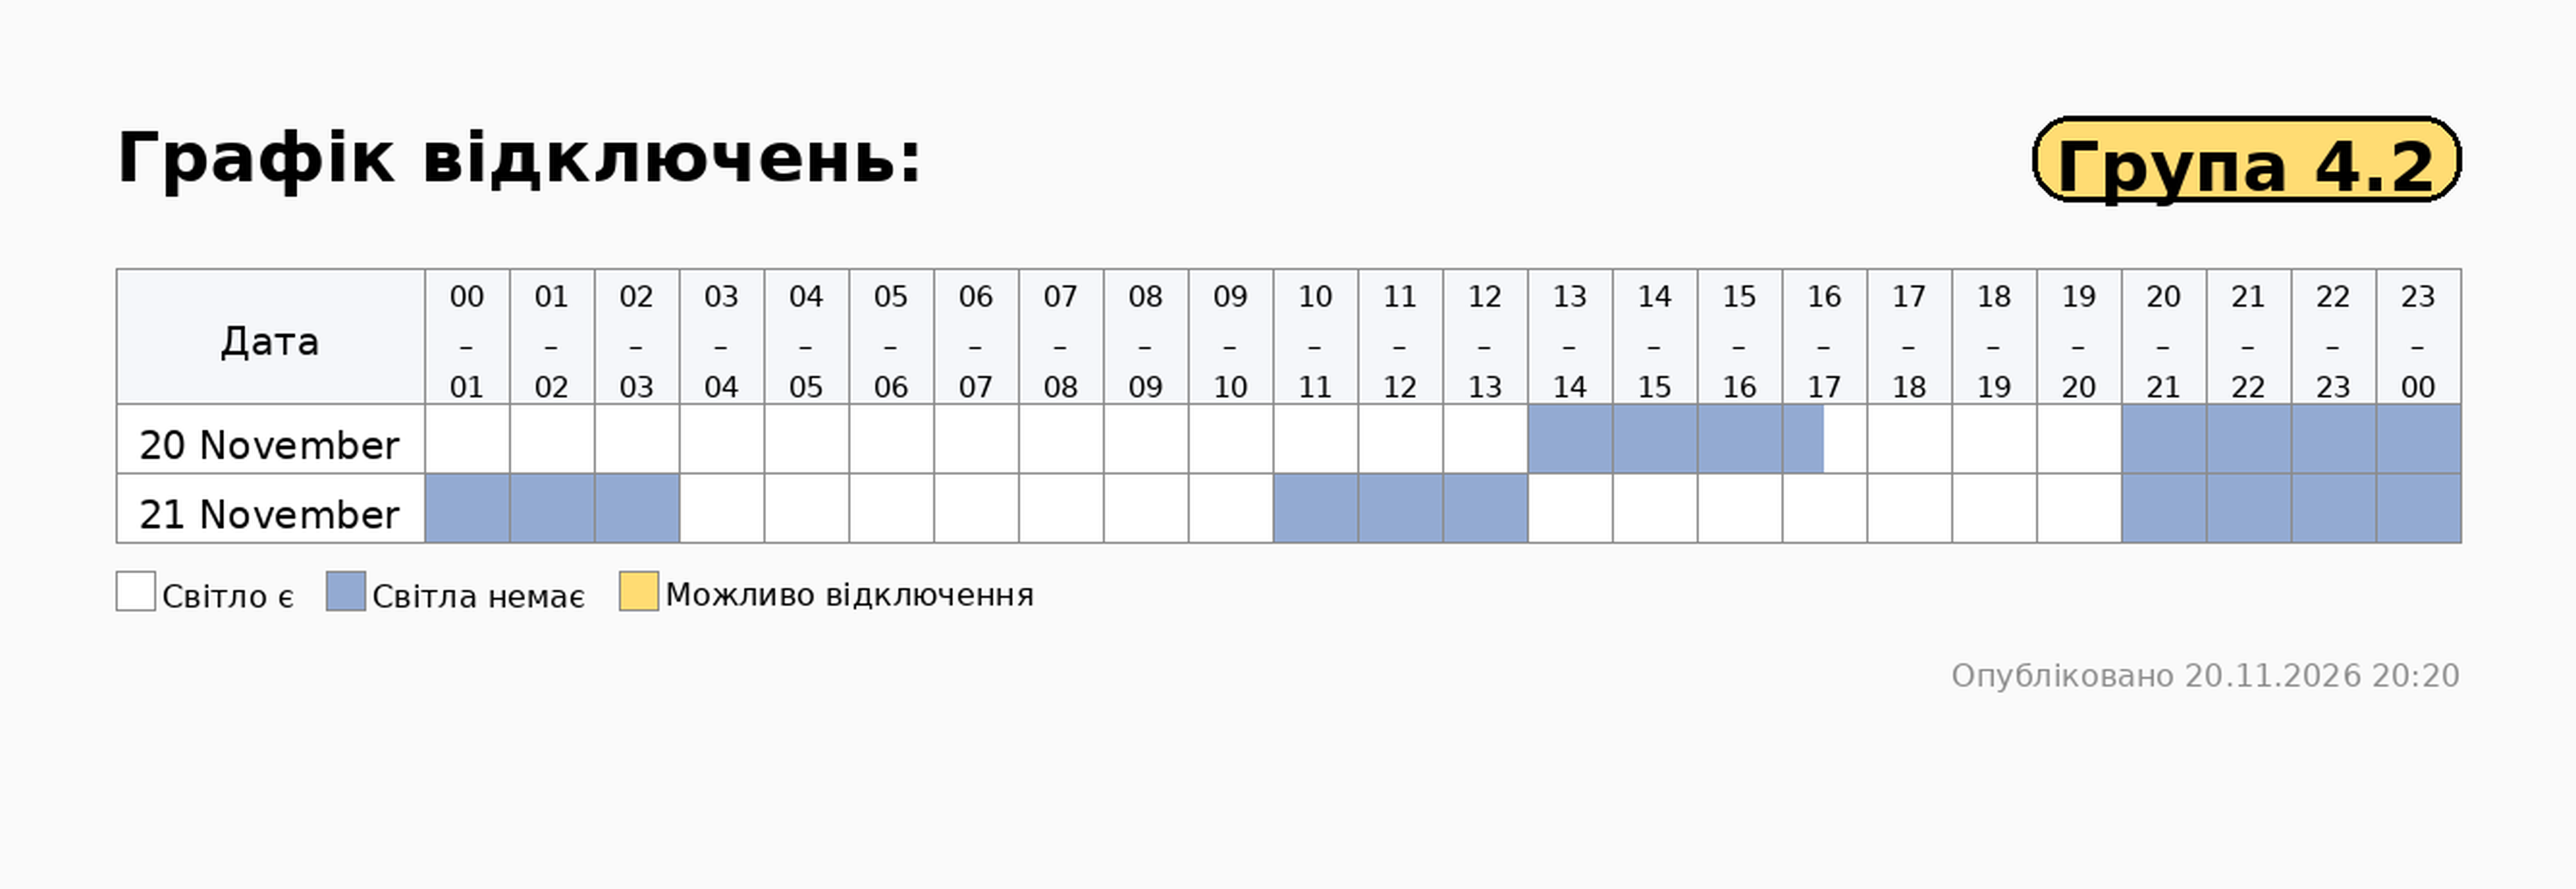 Графік відключень:
Група 4.2
Дата 00 – 01 01 – 02 02 – 03 03 – 04 04 – 05 05 – 06 06 – 07 07 – 08 08 – 09 09 – 10 10 – 11 11 – 12 12 – 13 13 – 14 14 – 15 15 – 16 16 – 17 17 – 18 18 – 19 19 – 20 20 – 21 21 – 22 22 – 23 23 – 00
20 November
21 November
Світло є Світла немає Можливо відключення
Опубліковано 20.11.2026 20:20